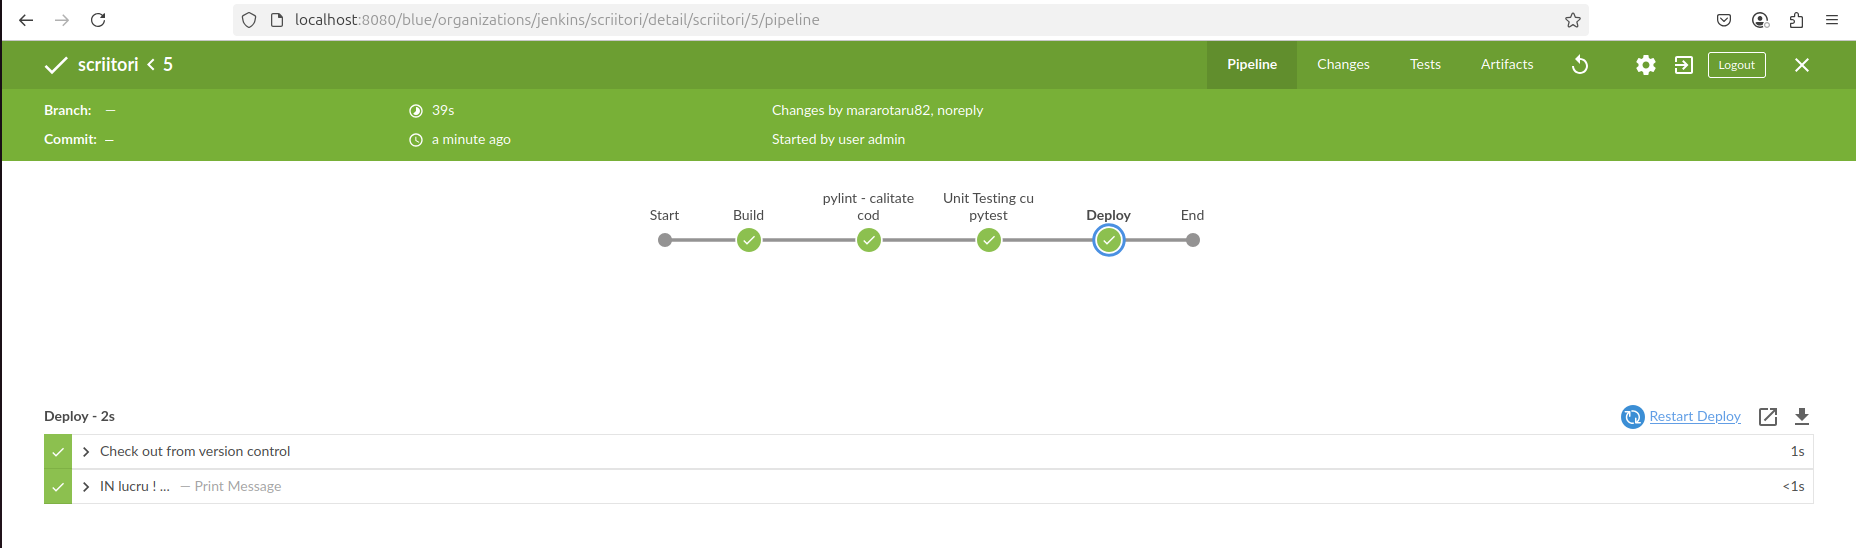 localhost:8080/blue/organizations/jenkins/scriitori/detail/scriitori/5/pipeline
scriitori < 5
Pipeline Changes Tests Artifacts Logout
Branch: — 39s Changes by mararotaru82, noreply
Commit: — a minute ago Started by user admin
pylint - calitate Unit Testing cu
Start Build cod pytest Deploy End
Deploy - 2s Restart Deploy
Check out from version control 1s
IN lucru ! ... — Print Message <1s